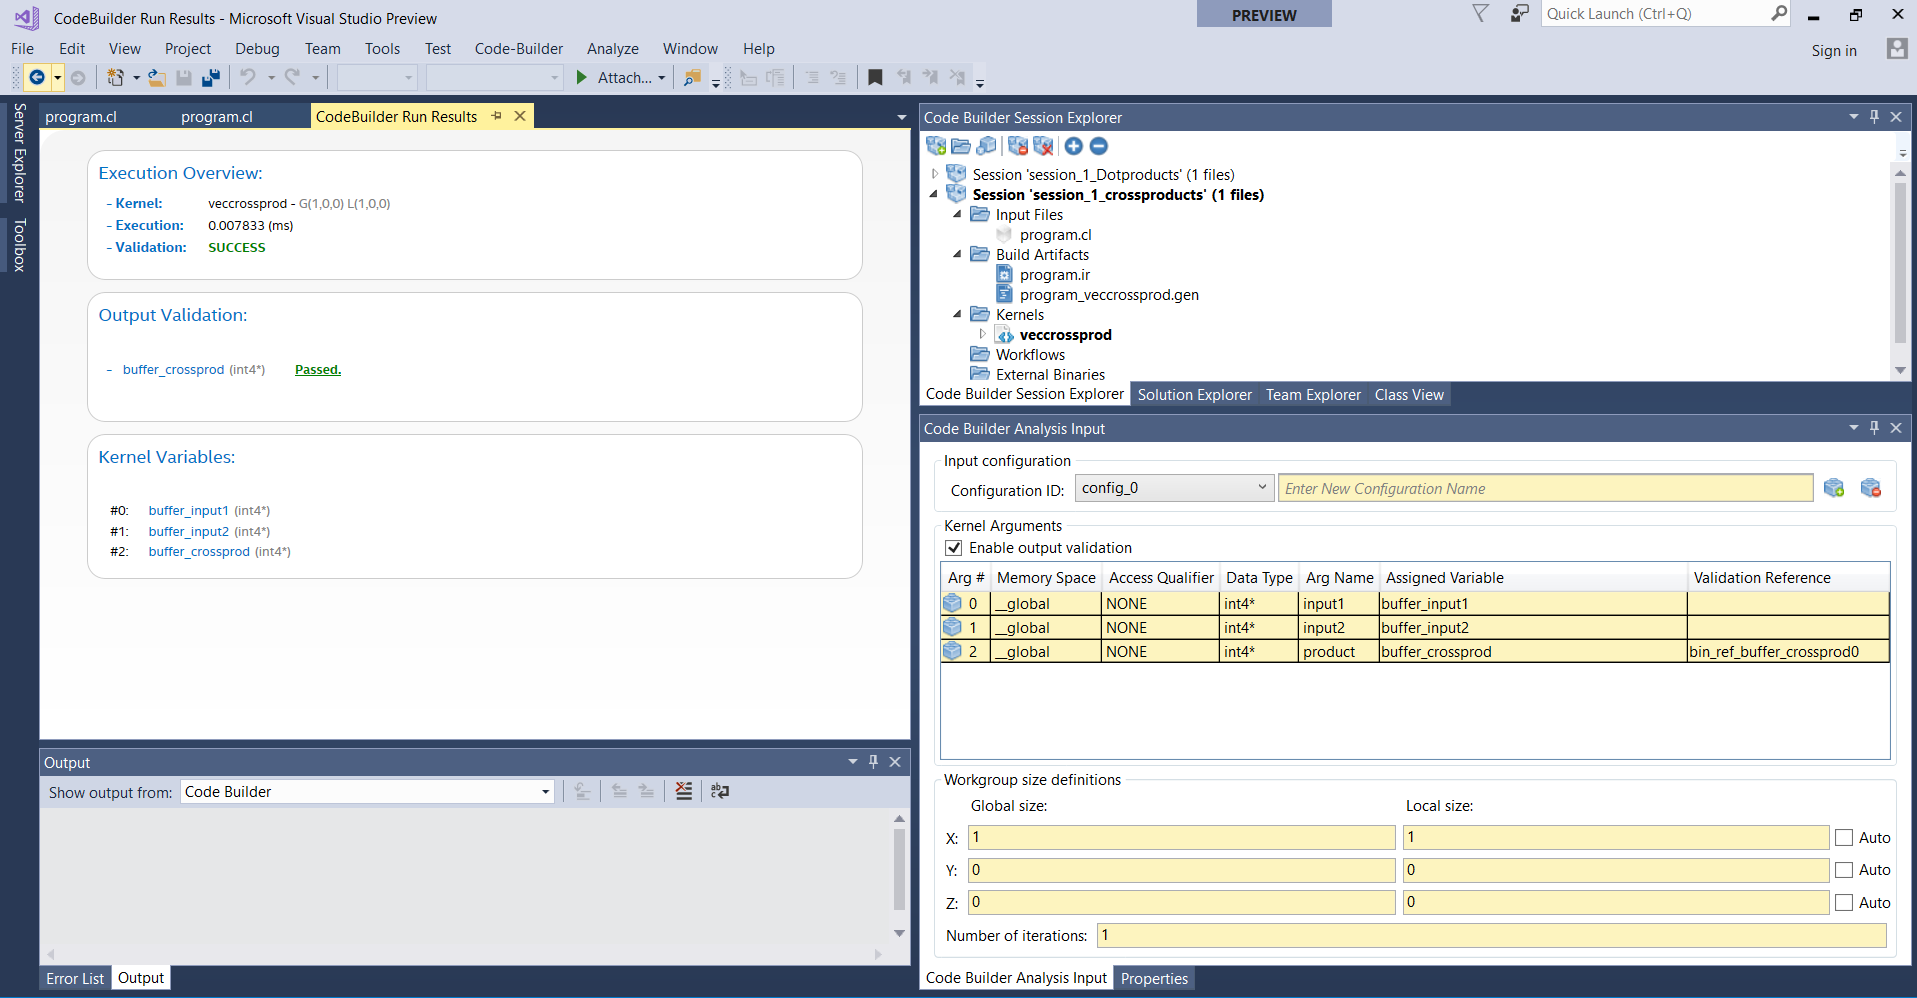 CodeBuilder Run Results - Microsoft Visual Studio Preview
PREVIEW
Quick Launch (Ctrl+Q)
File Edit View Project Debug Team Tools Test Code-Builder Analyze Window Help
Sign in
Attach...
Server Explorer
Toolbox
program.cl
program.cl
CodeBuilder Run Results
Execution Overview:
- Kernel: veccrossprod - G(1,0,0) L(1,0,0)
- Execution: 0.007833 (ms)
- Validation: SUCCESS
Output Validation:
- buffer_crossprod (int4*) Passed.
Kernel Variables:
#0: buffer_input1 (int4*)
#1: buffer_input2 (int4*)
#2: buffer_crossprod (int4*)
Output
Show output from: Code Builder
Error List
Output
Code Builder Session Explorer
Session 'session_1_Dotproducts' (1 files)
Session 'session_1_crossproducts' (1 files)
Input Files
program.cl
Build Artifacts
program.ir
program_veccrossprod.gen
Kernels
veccrossprod
Workflows
External Binaries
Code Builder Session Explorer Solution Explorer Team Explorer Class View
Code Builder Analysis Input
Input configuration
Configuration ID: config_0 Enter New Configuration Name
Kernel Arguments
Enable output validation
Arg # Memory Space Access Qualifier Data Type Arg Name Assigned Variable Validation Reference
0 __global NONE int4* input1 buffer_input1
1 __global NONE int4* input2 buffer_input2
2 __global NONE int4* product buffer_crossprod bin_ref_buffer_crossprod0
Workgroup size definitions
Global size: Local size:
X: 1 1 Auto
Y: 0 0 Auto
Z: 0 0 Auto
Number of iterations: 1
Code Builder Analysis Input Properties